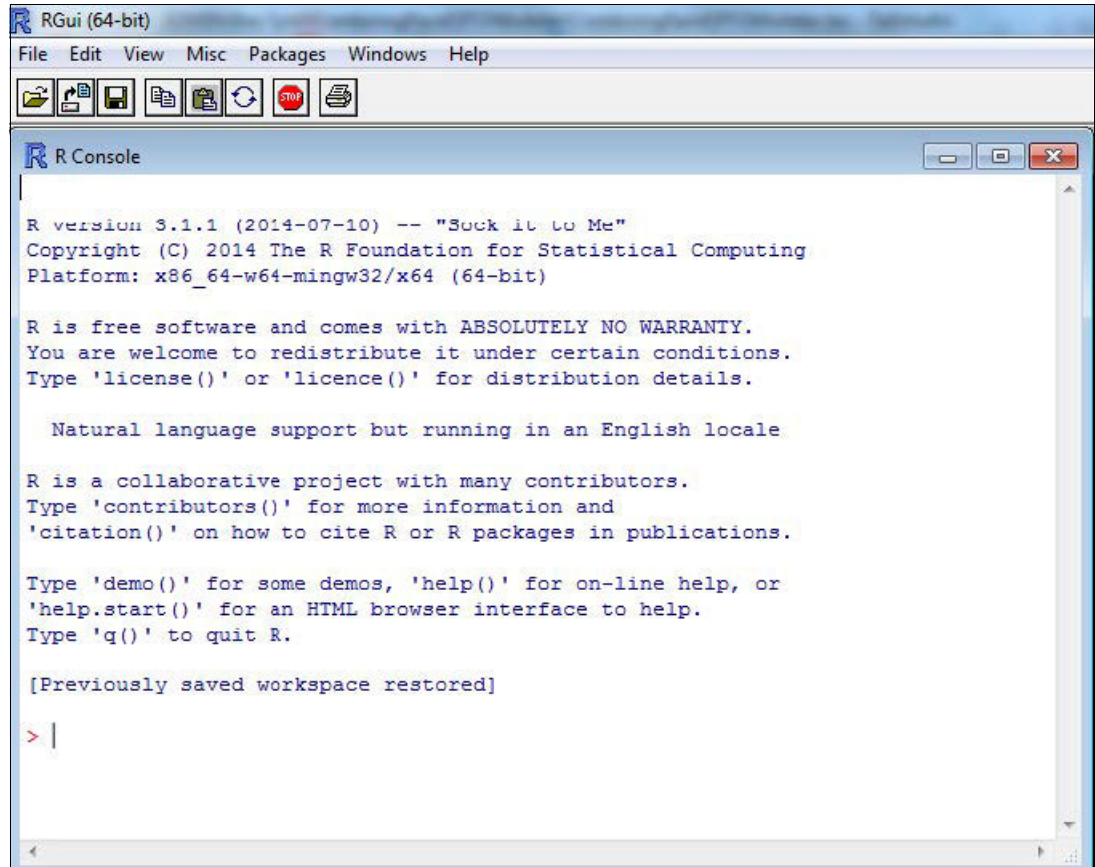 RGui (64-bit)
File Edit View Misc Packages Windows Help
STOP
R Console
R version 3.1.1 (2014-07-10) -- "Sock it to Me"
Copyright (C) 2014 The R Foundation for Statistical Computing
Platform: x86_64-w64-mingw32/x64 (64-bit)
R is free software and comes with ABSOLUTELY NO WARRANTY.
You are welcome to redistribute it under certain conditions.
Type 'license()' or 'licence()' for distribution details.
Natural language support but running in an English locale
R is a collaborative project with many contributors.
Type 'contributors()' for more information and
'citation()' on how to cite R or R packages in publications.
Type 'demo()' for some demos, 'help()' for on-line help, or
'help.start()' for an HTML browser interface to help.
Type 'q()' to quit R.
[Previously saved workspace restored]
>